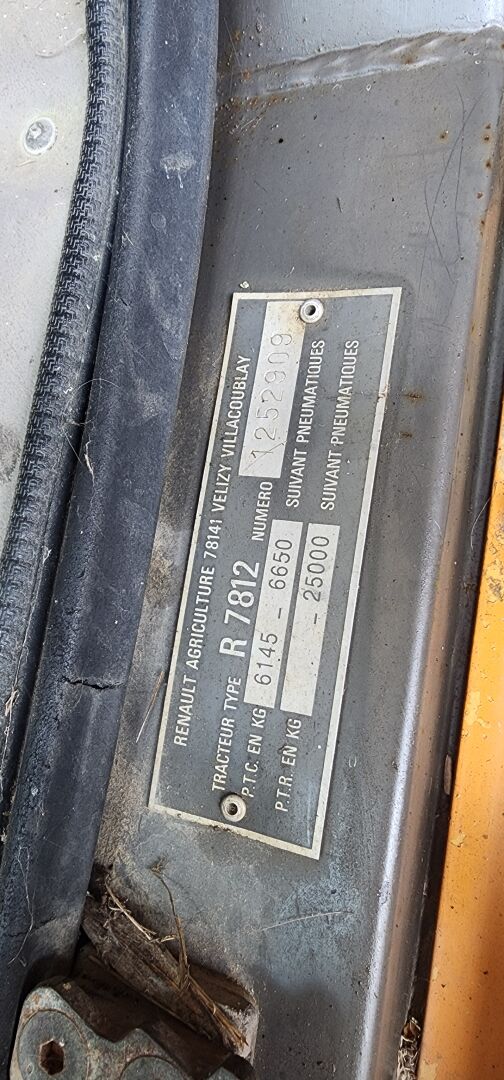 RENAULT AGRICULTURE 78141 VELIZY VILLACOUBLAY
TRACTEUR TYPE R 7812 NUMERO 1252909
P.T.C. EN KG 6145 - 6650 SUIVANT PNEUMATIQUES
P.T.R. EN KG - 25000 SUIVANT PNEUMATIQUES